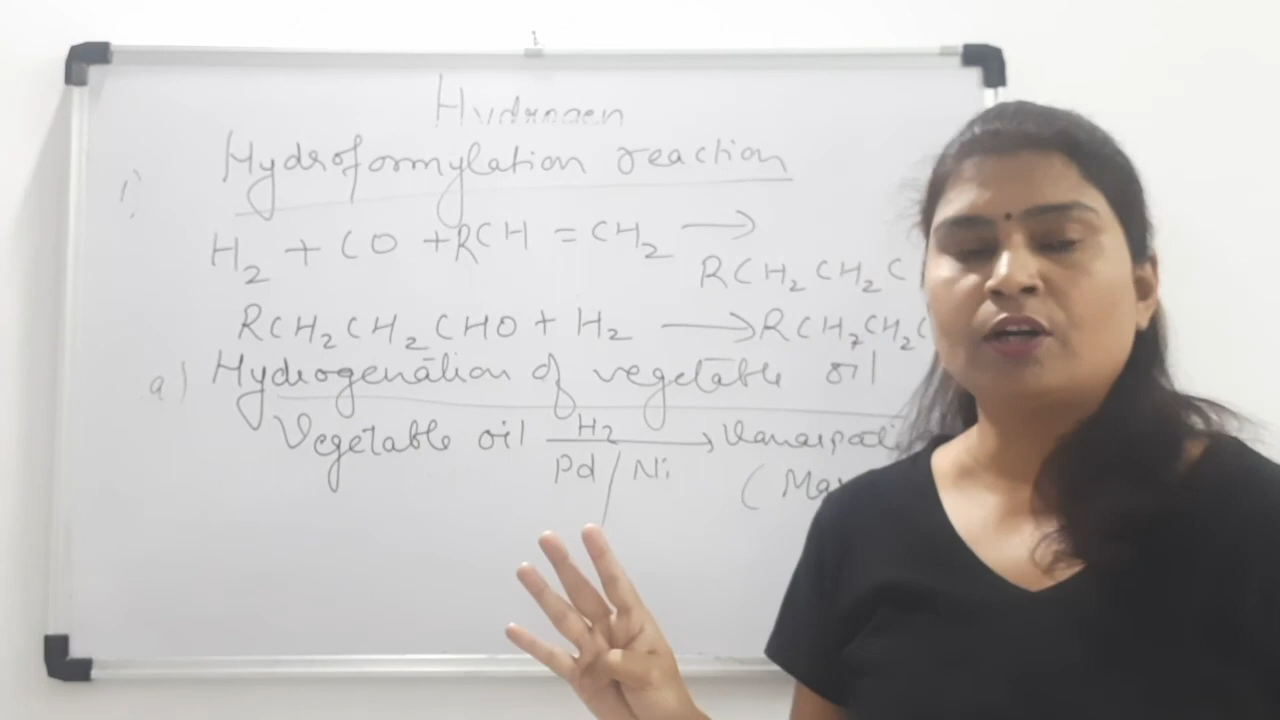 Hydrogen
i) Hydroformylation reaction
H₂ + CO + RCH = CH₂ →
RCH₂CH₂C
RCH₂CH₂CHO + H₂ → RCH₂CH₂C
a) Hydrogenation of vegetable oil
Vegetable oil H₂ → Vanaspati
Pd / Ni (Mar